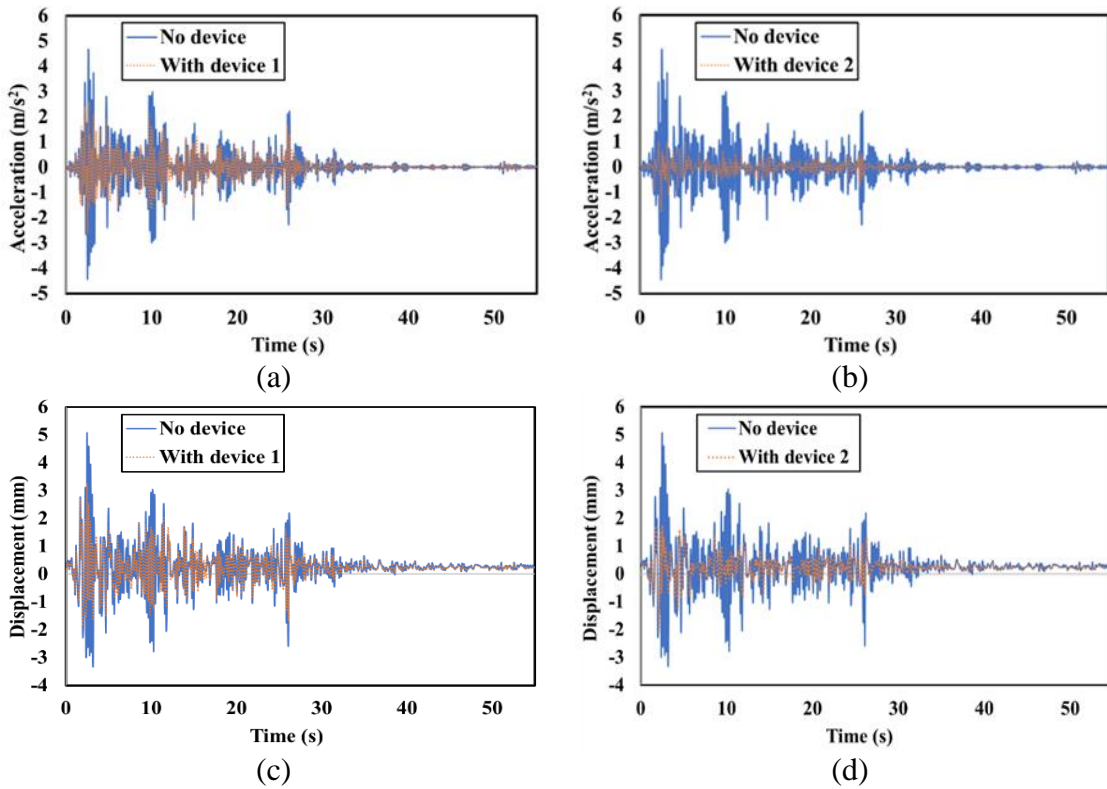 6
5
4
3
2
1
0
-1
-2
-3
-4
-5
Acceleration (m/s²)
No device
With device 1
0 10 20 30 40 50
Time (s)
(a)
6
5
4
3
2
1
0
-1
-2
-3
-4
-5
Acceleration (m/s²)
No device
With device 2
0 10 20 30 40 50
Time (s)
(b)
6
5
4
3
2
1
0
-1
-2
-3
-4
Displacement (mm)
No device
With device 1
0 10 20 30 40 50
Time (s)
(c)
6
5
4
3
2
1
0
-1
-2
-3
-4
Displacement (mm)
No device
With device 2
0 10 20 30 40 50
Time (s)
(d)